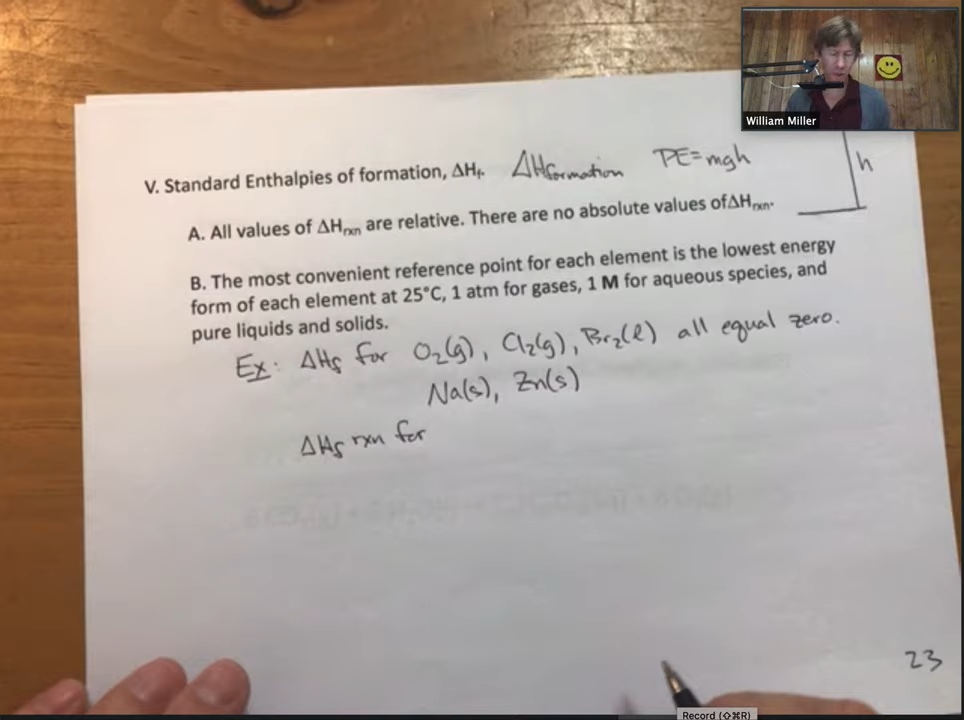 William Miller
V. Standard Enthalpies of formation, ΔHf. ΔHformation PE=mgh
h
A. All values of ΔHrxn are relative. There are no absolute values of ΔHrxn.
B. The most convenient reference point for each element is the lowest energy
form of each element at 25°C, 1 atm for gases, 1 M for aqueous species, and
pure liquids and solids.
Ex: ΔHf for O2(g), Cl2(g), Br2(l) all equal zero.
Na(s), Zn(s)
ΔHf rxn for
23
Record (⇧⌘R)